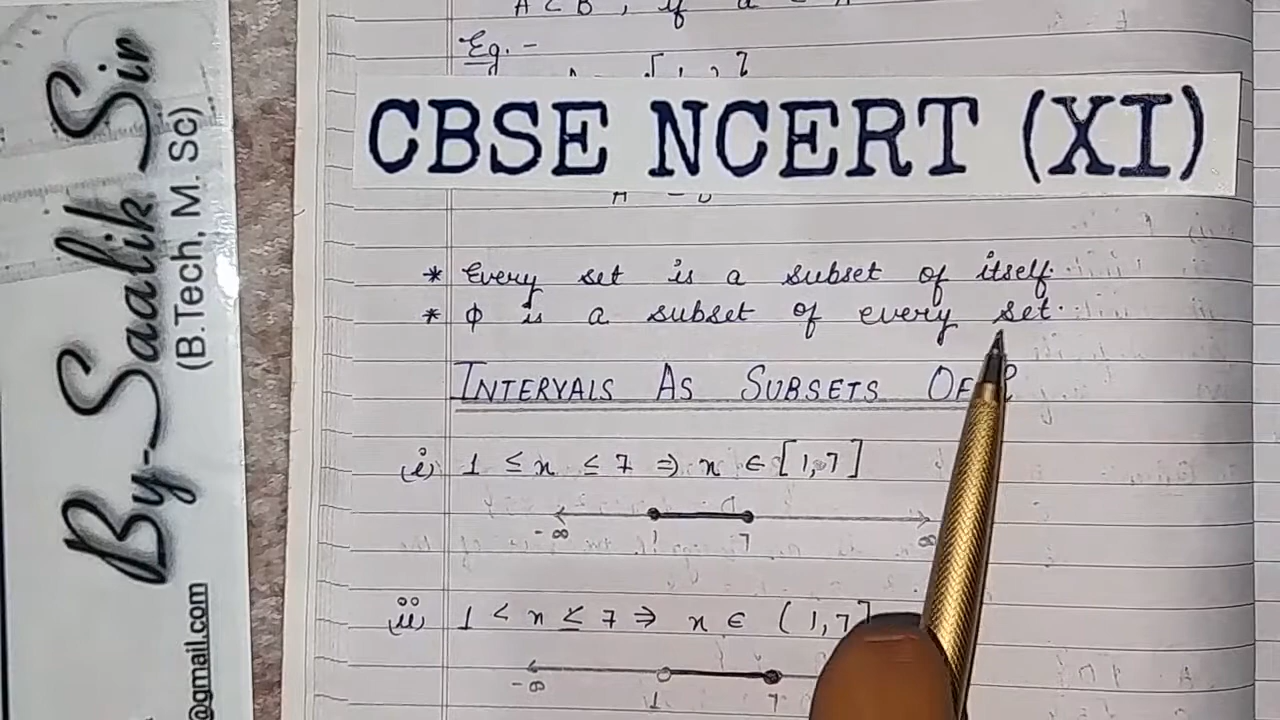 A ⊂ B, if a
Eg.-
CBSE NCERT (XI)
* Every set is a subset of itself.
* ϕ is a subset of every set.
INTERVALS AS SUBSETS OF
(i) 1 ≤ x ≤ 7 ⇒ x ∈ [1, 7]
-∞ 1 7 ∞
(ii) 1 < x ≤ 7 ⇒ x ∈ (1, 7]
-∞ 1 7
By-Saalik Sir
(B.Tech, M. Sc)
@gmail.com